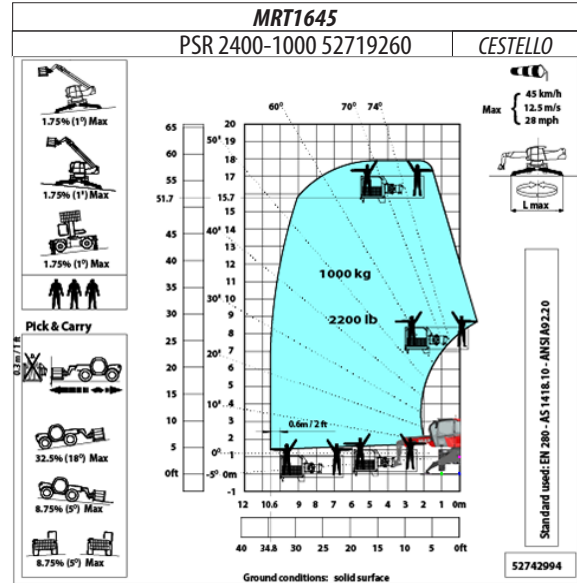 MRT1645
PSR 2400-1000 52719260
CESTELLO
1.75% (1°) Max
1.75% (1°) Max
1.75% (1°) Max
Pick & Carry
0.3 m / 1 ft
32.5% (18°) Max
8.75% (5°) Max
8.75% (5°) Max
65
60
55
51.7
45
40
35
30
25
20
15
10
5
0ft
50°
40°
30°
20°
10°
0°
-5°
20
19
18
17
15.7
15
14
13
12
11
10
9
8
7
6
5
4
3
2
1
0m
-1
60°
70°
74°
1000 kg
2200 lb
0.6m / 2 ft
12 10.6 9 8 7 6 5 4 3 2 1 0m
40 34.8 30 25 20 15 10 5 0ft
Ground conditions: solid surface
Max
45 km/h
12.5 m/s
28 mph
L max
Standard used: EN 280 - AS 1418.10 - ANSI A92.20
52742994